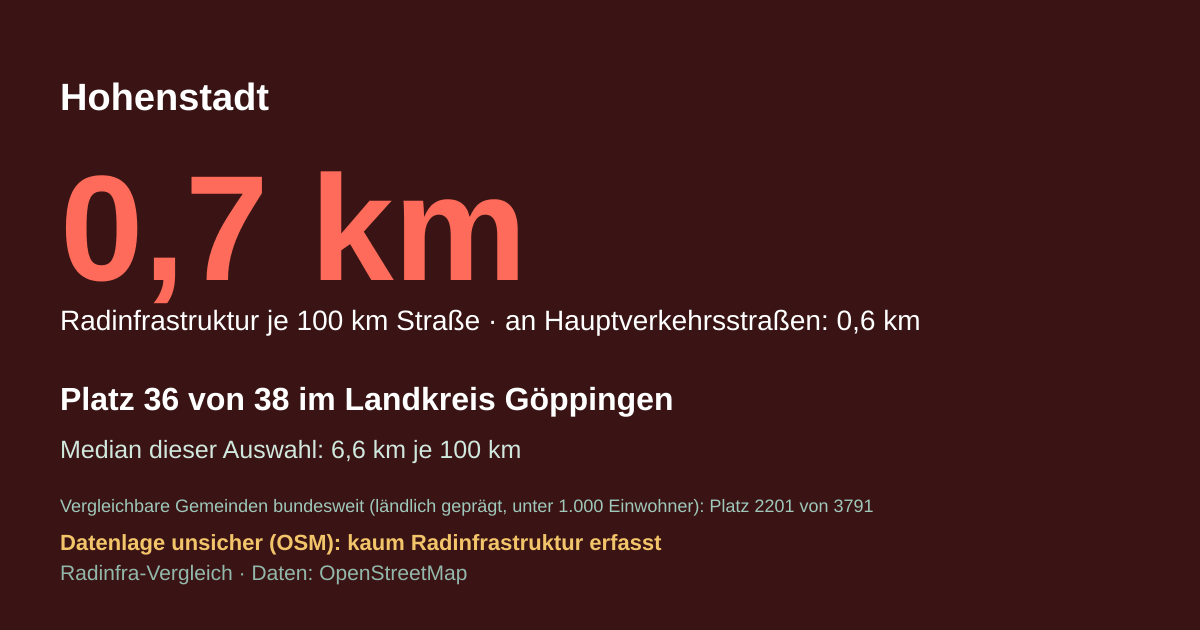 Hohenstadt
0,7 km
Radinfrastruktur je 100 km Straße · an Hauptverkehrsstraßen: 0,6 km
Platz 36 von 38 im Landkreis Göppingen
Median dieser Auswahl: 6,6 km je 100 km
Vergleichbare Gemeinden bundesweit (ländlich geprägt, unter 1.000 Einwohner): Platz 2201 von 3791
Datenlage unsicher (OSM): kaum Radinfrastruktur erfasst
Radinfra-Vergleich · Daten: OpenStreetMap